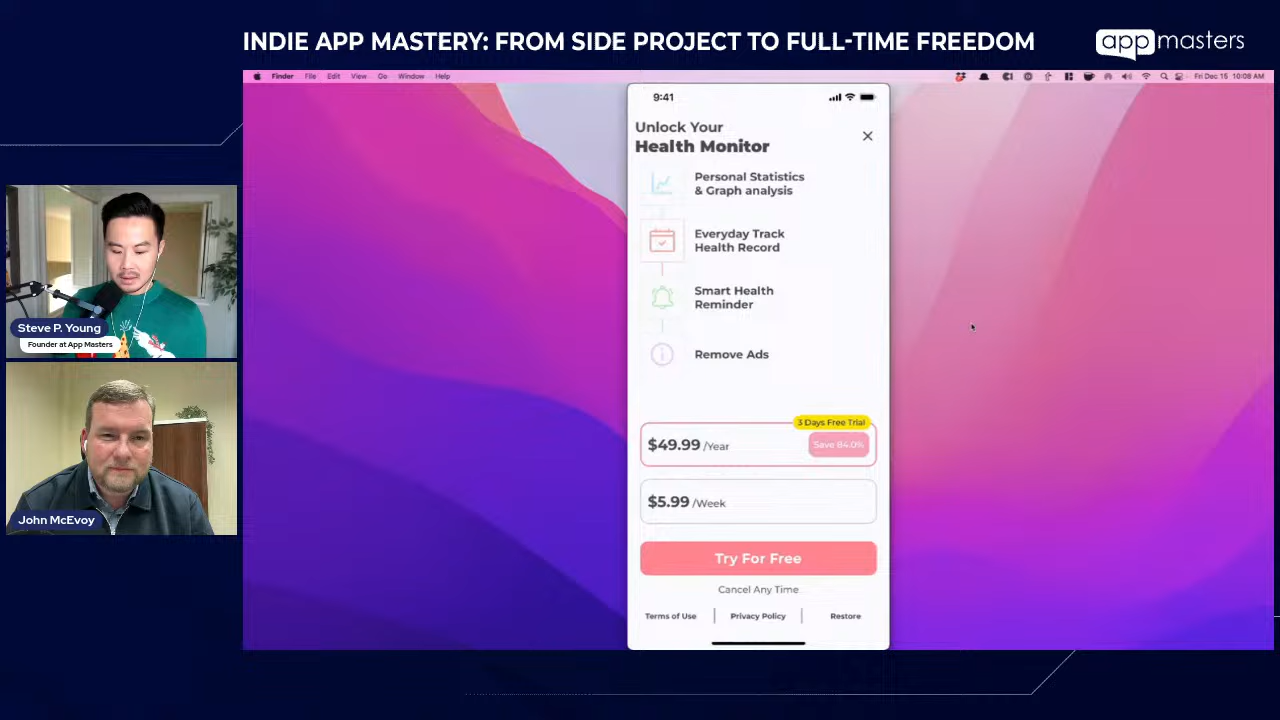 INDIE APP MASTERY: FROM SIDE PROJECT TO FULL-TIME FREEDOM
app masters
Finder File Edit View Go Window Help
Fri Dec 15 10:08 AM
9:41
Unlock Your
Health Monitor
Personal Statistics
& Graph analysis
Everyday Track
Health Record
Smart Health
Reminder
Remove Ads
3 Days Free Trial
$49.99 /Year
Save 84.0%
$5.99 /Week
Try For Free
Cancel Any Time
Terms of Use
Privacy Policy
Restore
Steve P. Young
Founder at App Masters
John McEvoy